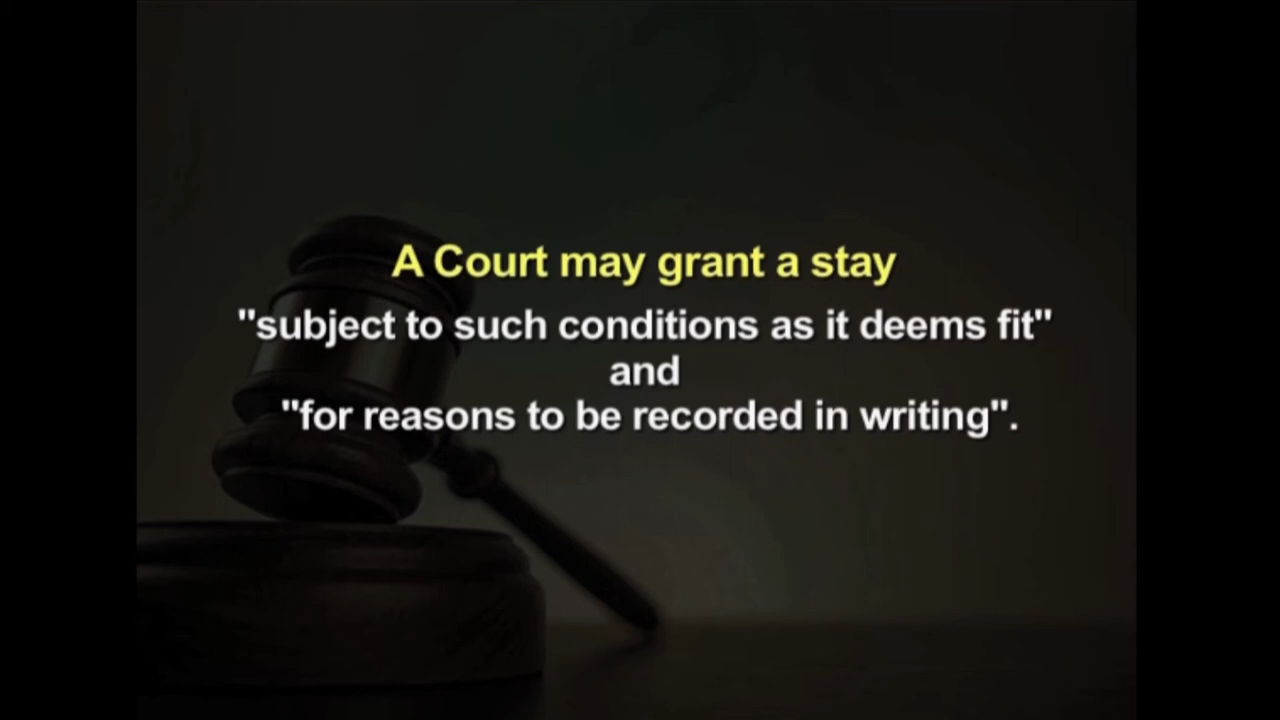 A Court may grant a stay
"subject to such conditions as it deems fit"
and
"for reasons to be recorded in writing".